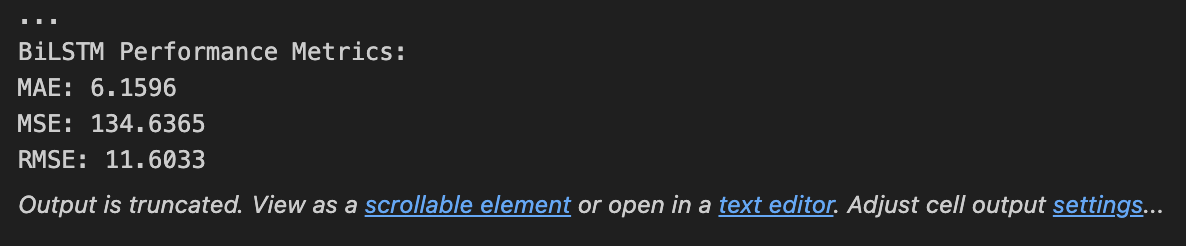 ...
BiLSTM Performance Metrics:
MAE: 6.1596
MSE: 134.6365
RMSE: 11.6033
Output is truncated. View as a scrollable element or open in a text editor. Adjust cell output settings...